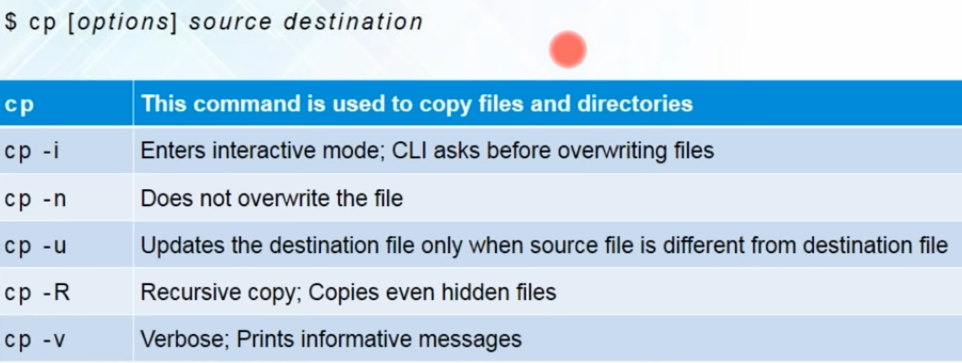 $ cp [options] source destination
cp This command is used to copy files and directories
cp -i Enters interactive mode; CLI asks before overwriting files
cp -n Does not overwrite the file
cp -u Updates the destination file only when source file is different from destination file
cp -R Recursive copy; Copies even hidden files
cp -v Verbose; Prints informative messages